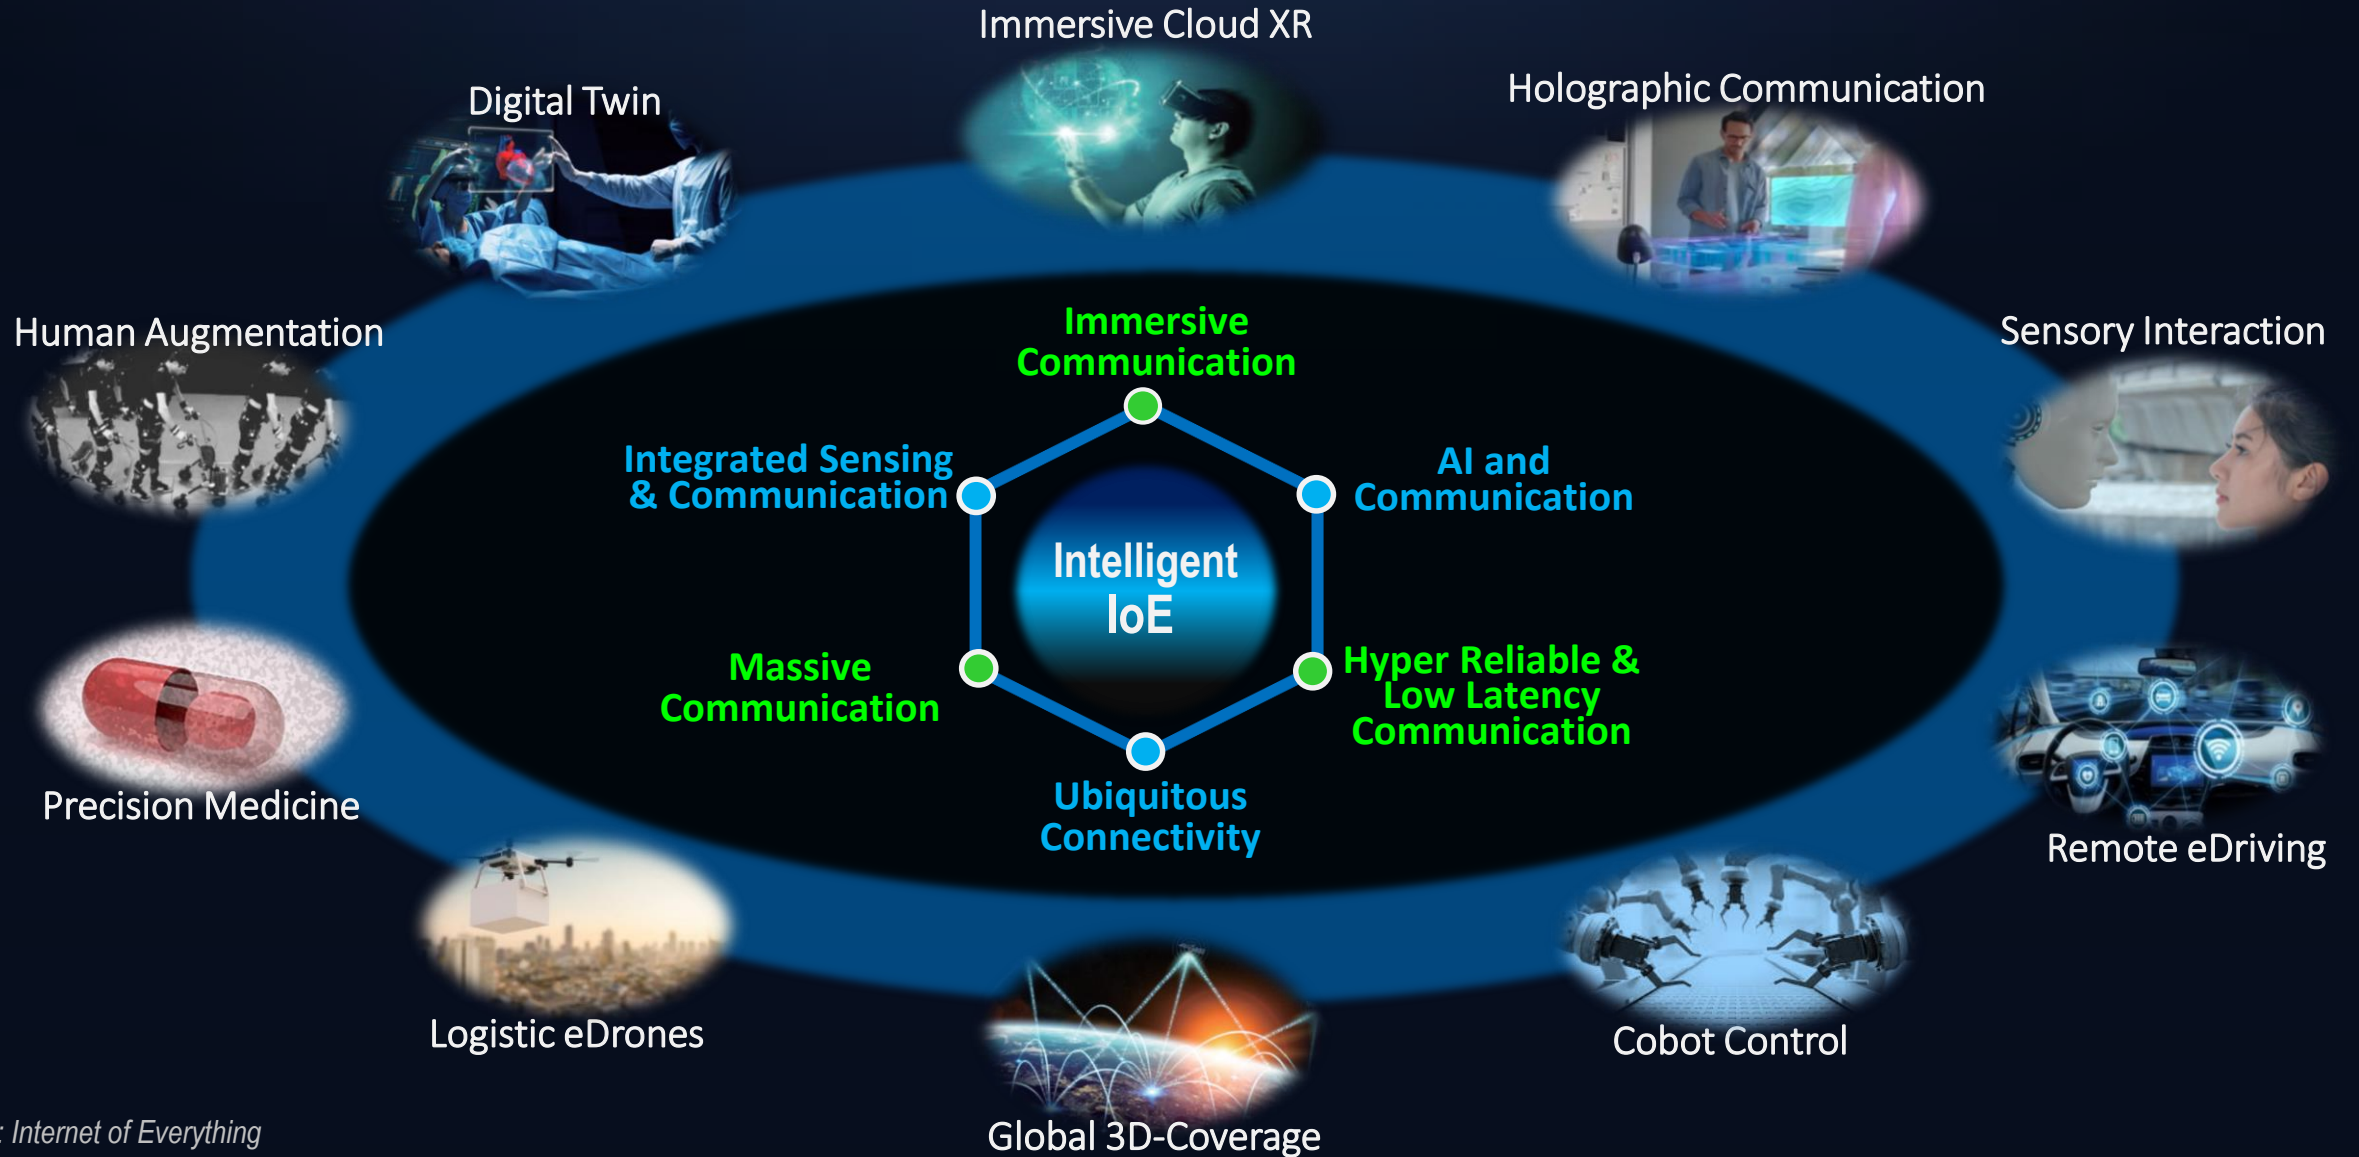 Immersive Cloud XR
Digital Twin
Holographic Communication
Human Augmentation
Sensory Interaction
Immersive
Communication
Integrated Sensing
& Communication
AI and
Communication
Intelligent
IoE
Massive
Communication
Hyper Reliable &
Low Latency
Communication
Ubiquitous
Connectivity
Precision Medicine
Remote eDriving
Logistic eDrones
Cobot Control
Global 3D-Coverage
: Internet of Everything